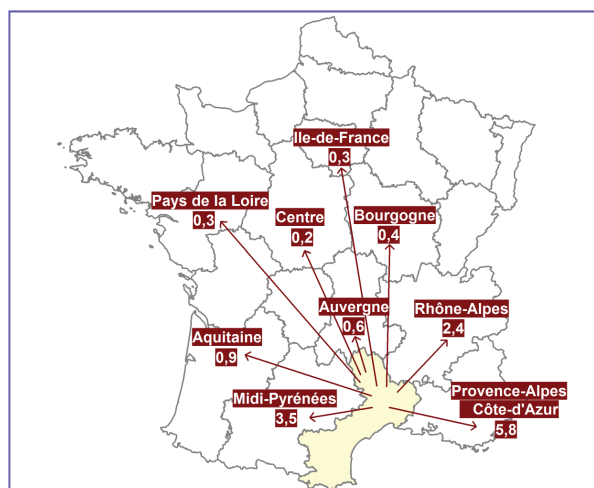 Ile-de-France
0,3
Pays de la Loire
0,3
Centre
0,2
Bourgogne
0,4
Auvergne
0,6
Rhône-Alpes
2,4
Aquitaine
0,9
Midi-Pyrénées
3,5
Provence-Alpes
Côte-d'Azur
5,8